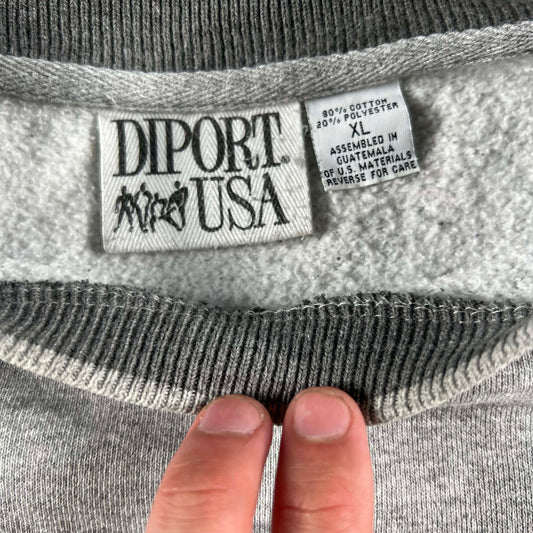 DIPORT®
USA
80% COTTON
20% POLYESTER
XL
ASSEMBLED IN
GUATEMALA
OF U.S. MATERIALS
REVERSE FOR CARE